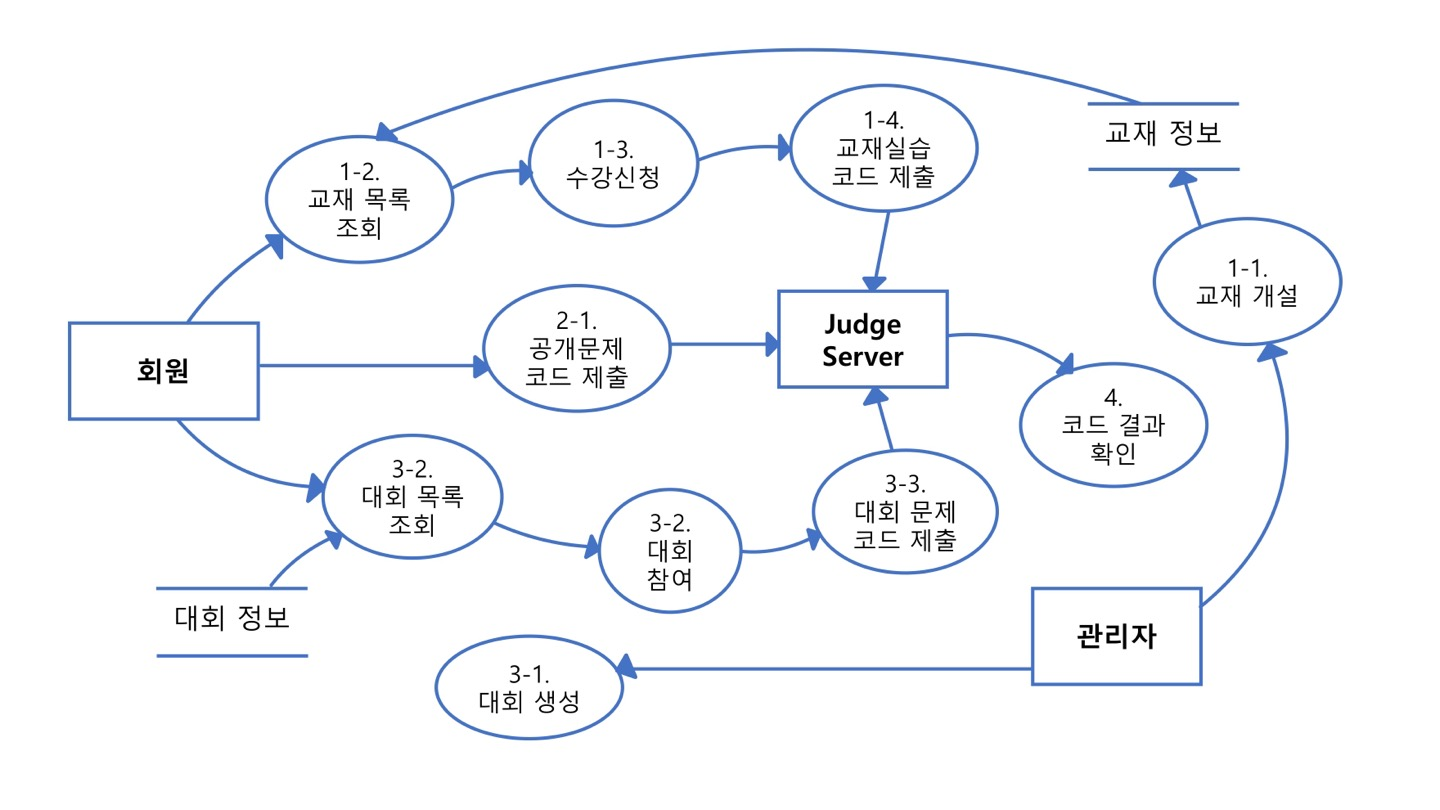 1-2.
교재 목록
조회
1-3.
수강신청
1-4.
교재실습
코드 제출
교재 정보
1-1.
교재 개설
회원
2-1.
공개문제
코드 제출
Judge
Server
4.
코드 결과
확인
3-2.
대회 목록
조회
3-2.
대회
참여
3-3.
대회 문제
코드 제출
대회 정보
3-1.
대회 생성
관리자